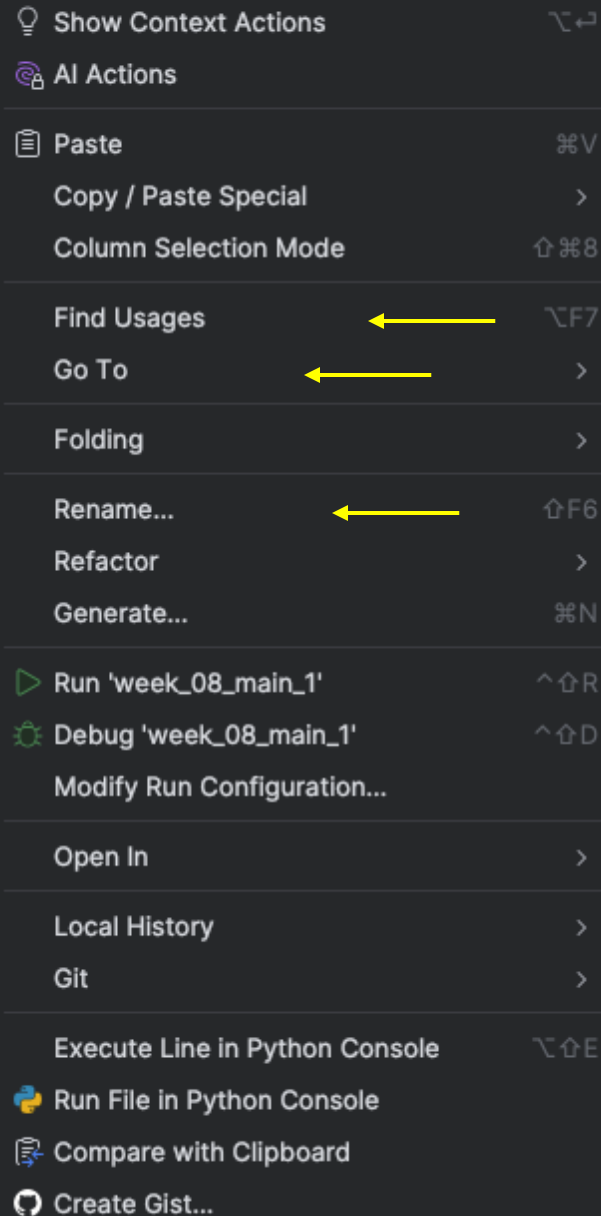 Show Context Actions ⌥⏎
AI Actions
Paste ⌘V
Copy / Paste Special >
Column Selection Mode ⇧⌘8
Find Usages ⌥F7
Go To >
Folding >
Rename... ⇧F6
Refactor >
Generate... ⌘N
Run 'week_08_main_1' ^⇧R
Debug 'week_08_main_1' ^⇧D
Modify Run Configuration...
Open In >
Local History >
Git >
Execute Line in Python Console ⌥⇧E
Run File in Python Console
Compare with Clipboard
Create Gist...